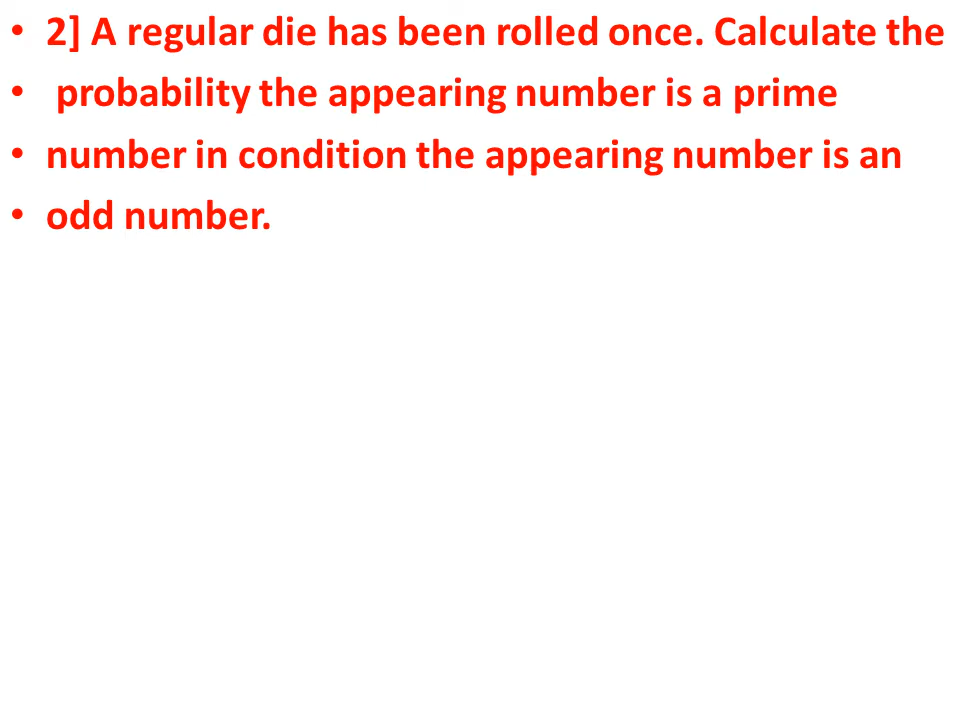 • 2] A regular die has been rolled once. Calculate the
• probability the appearing number is a prime
• number in condition the appearing number is an
• odd number.